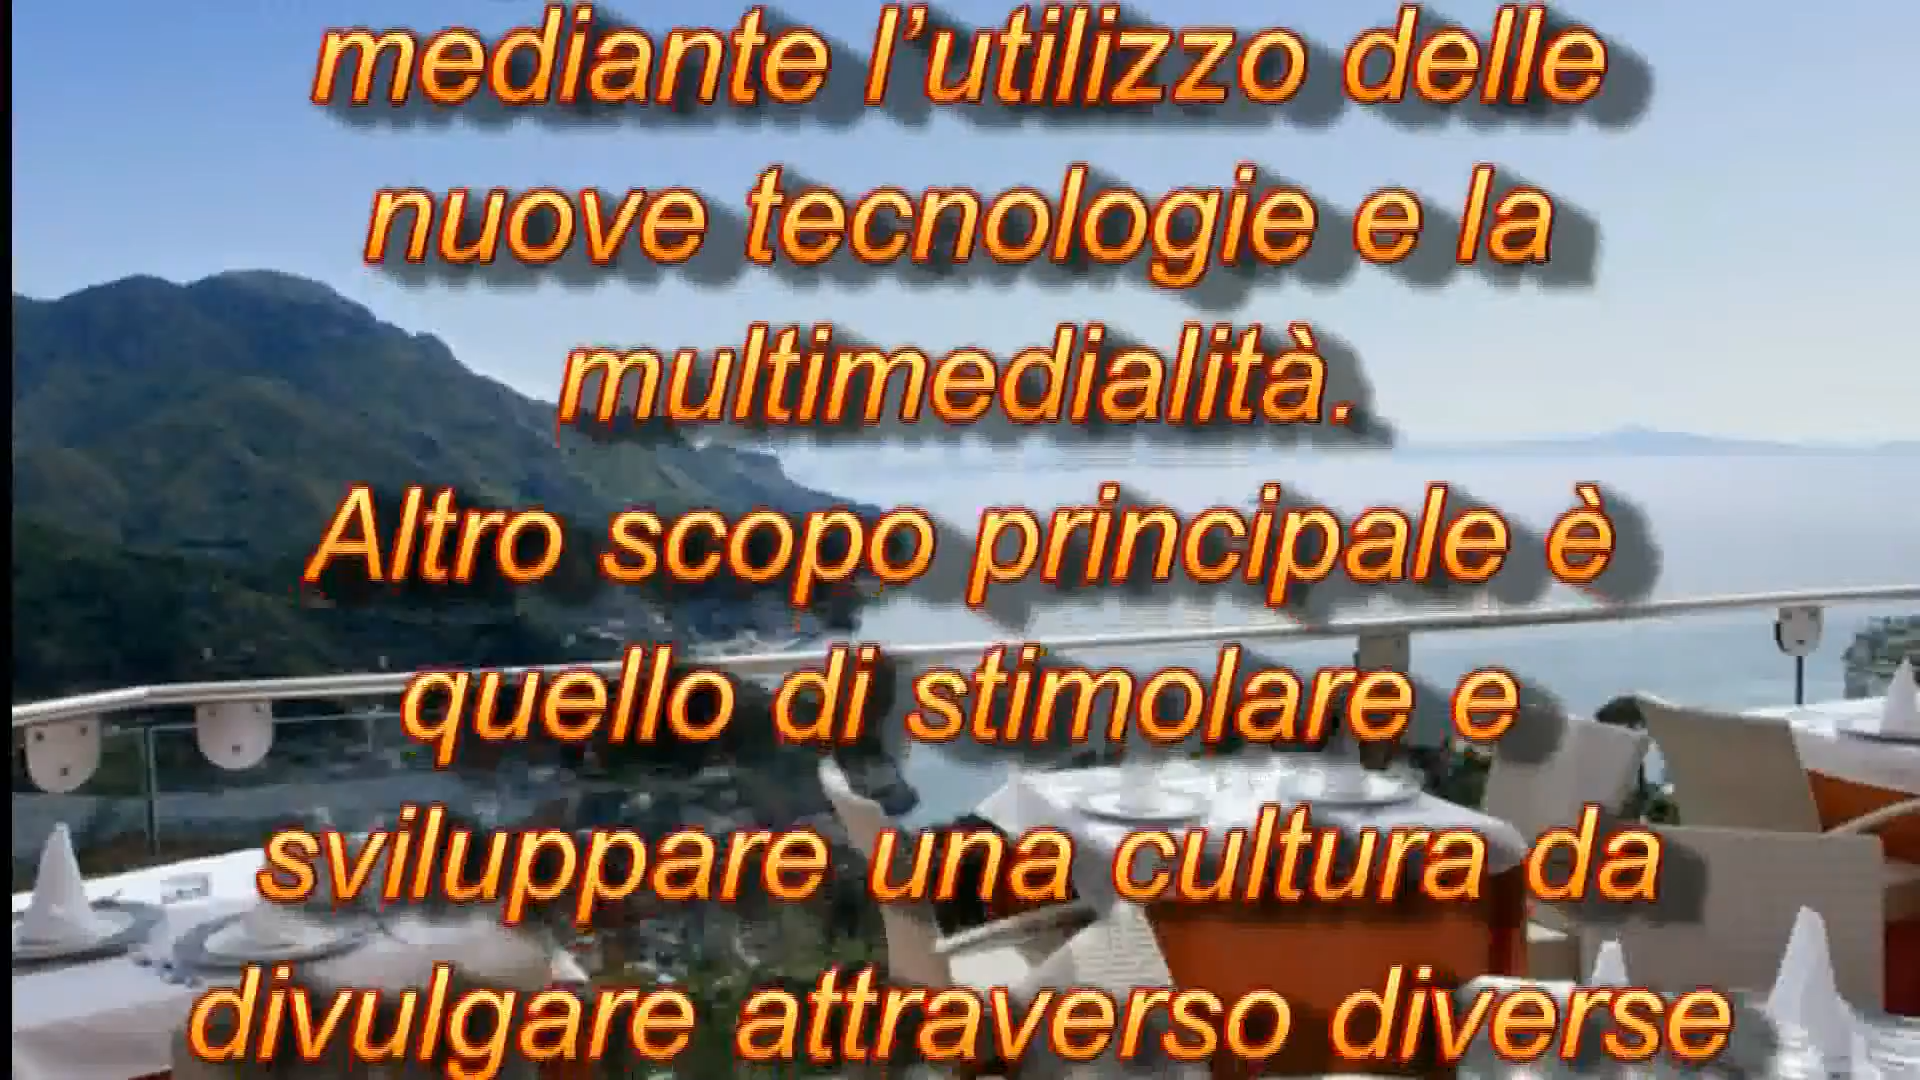 mediante l’utilizzo delle
nuove tecnologie e la
multimedialità.
Altro scopo principale è
quello di stimolare e
sviluppare una cultura da
divulgare attraverso diverse